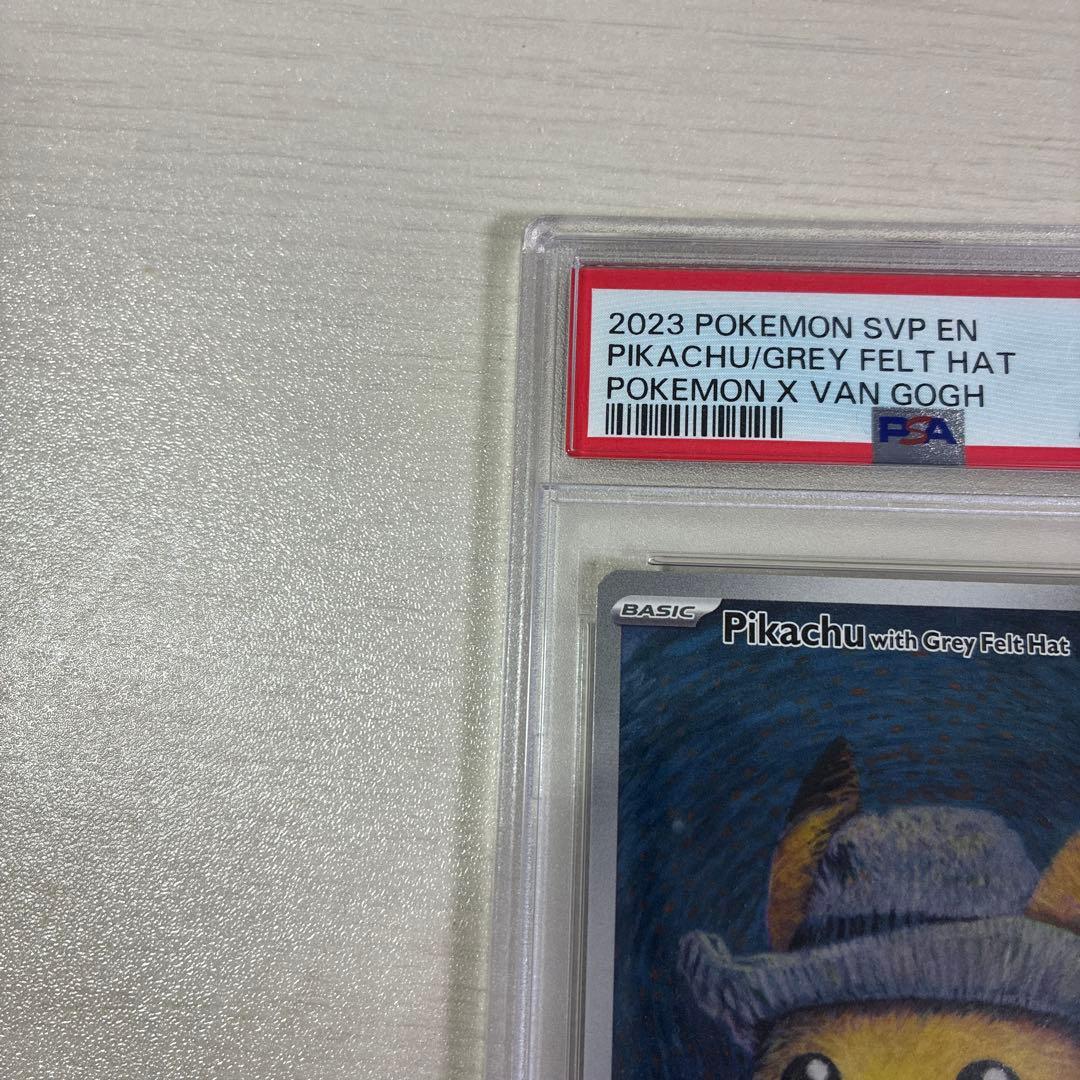 2023 POKEMON SVP EN
PIKACHU/GREY FELT HAT
POKEMON X VAN GOGH
PSA
BASIC Pikachu with Grey Felt Hat